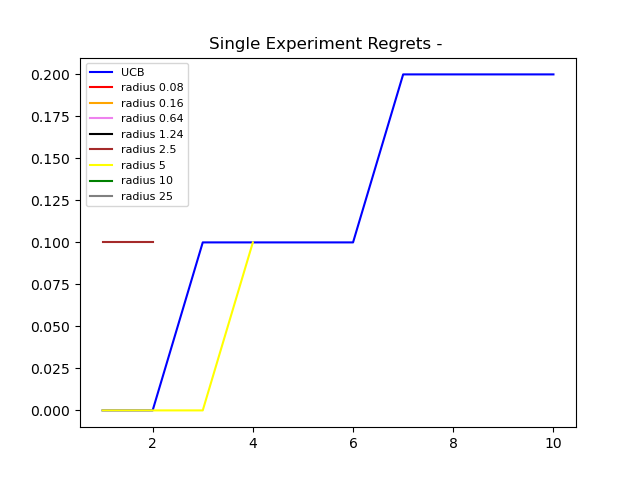 Single Experiment Regrets -
0.200
0.175
0.150
0.125
0.100
0.075
0.050
0.025
0.000
UCB
radius 0.08
radius 0.16
radius 0.64
radius 1.24
radius 2.5
radius 5
radius 10
radius 25
2
4
6
8
10